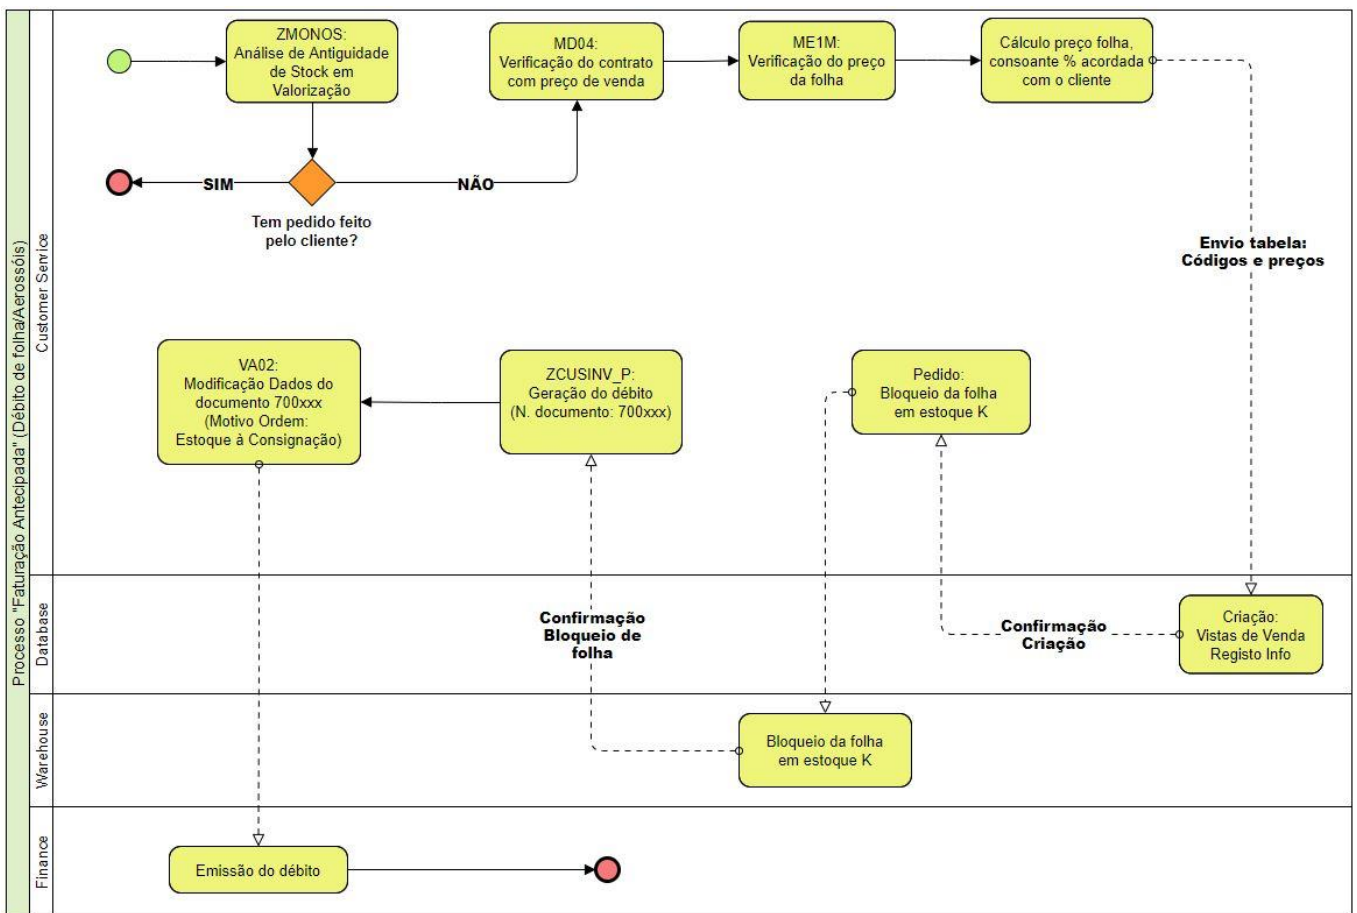 Processo "Faturação Antecipada" (Débito de folha/Aerossóis)
Customer Service
ZMONOS:
Análise de Antiguidade
de Stock em
Valorização
MD04:
Verificação do contrato
com preço de venda
ME1M:
Verificação do preço
da folha
Cálculo preço folha,
consoante % acordada
com o cliente
SIM
NÃO
Tem pedido feito
pelo cliente?
Envio tabela:
Códigos e preços
VA02:
Modificação Dados do
documento 700xxx
(Motivo Ordem:
Estoque à Consignação)
ZCUSINV_P:
Geração do débito
(N. documento: 700xxx)
Pedido:
Bloqueio da folha
em estoque K
Database
Confirmação
Bloqueio de
folha
Confirmação
Criação
Criação:
Vistas de Venda
Registo Info
Warehouse
Bloqueio da folha
em estoque K
Finance
Emissão do débito